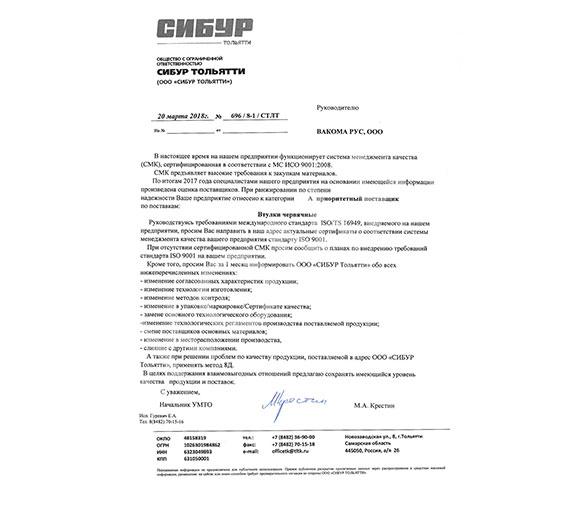 СИБУР
ТОЛЬЯТТИ
ОБЩЕСТВО С ОГРАНИЧЕННОЙ
ОТВЕТСТВЕННОСТЬЮ
СИБУР ТОЛЬЯТТИ
(ООО «СИБУР ТОЛЬЯТТИ»)
20 марта 2018г. № 696 / 8-1 / СТЛТ
На № от
Руководителю
ВАКОМА РУС, ООО
В настоящее время на нашем предприятии функционирует система менеджмента качества
(СМК), сертифицированная в соответствии с МС ИСО 9001:2008.
СМК предъявляет высокие требования к закупкам материалов.
По итогам 2017 года специалистами нашего предприятия на основании имеющейся информации
произведена оценка поставщиков. При ранжировании по степени
надежности Ваше предприятие отнесено к категории А приоритетный поставщик
по поставкам:
Втулки червячные
Руководствуясь требованиями международного стандарта ISO/TS 16949, внедряемого на нашем
предприятии, просим Вас направить в наш адрес актуальные сертификаты о соответствии системы
менеджмента качества вашего предприятия стандарту ISO 9001.
При отсутствии сертифицированной СМК просим сообщить о планах по внедрению требований
стандарта ISO 9001 на вашем предприятии.
Кроме того, просим Вас за 1 месяц информировать ООО «СИБУР Тольятти» обо всех
нижеперечисленных изменениях:
- изменение согласованных характеристик продукции,
- изменение технологии изготовления;
- изменение методов контроля;
- изменение в упаковке/маркировке/Сертификате качества;
- замене основного технологического оборудования;
-изменение технологических регламентов производства поставляемой продукции;
- смене поставщиков основных материалов;
- изменение в месторасположении производства,
- слияние с другими компаниями.
А также при решении проблем по качеству продукции, поставляемой в адрес ООО «СИБУР
Тольятти», применять метод 8Д.
В целях поддержания взаимовыгодных отношений предлагаю сохранять имеющийся уровень
качества продукции и поставок.
С уважением,
Начальник УМТО М.А. Крестин
Исп. Гуревич Е.А.
Тел. 8(8482) 70-15-16
ОКПО 48158319 тел.: +7 (8482) 36-90-00 Новозаводская ул., 8, г.Тольятти
ОГРН 1026301984862 факс: +7 (8482) 70-15-18 Самарская область
ИНН 6323049893 e-mail: officetk@tltk.ru 445050, Россия, а/я 26
КПП 631050001